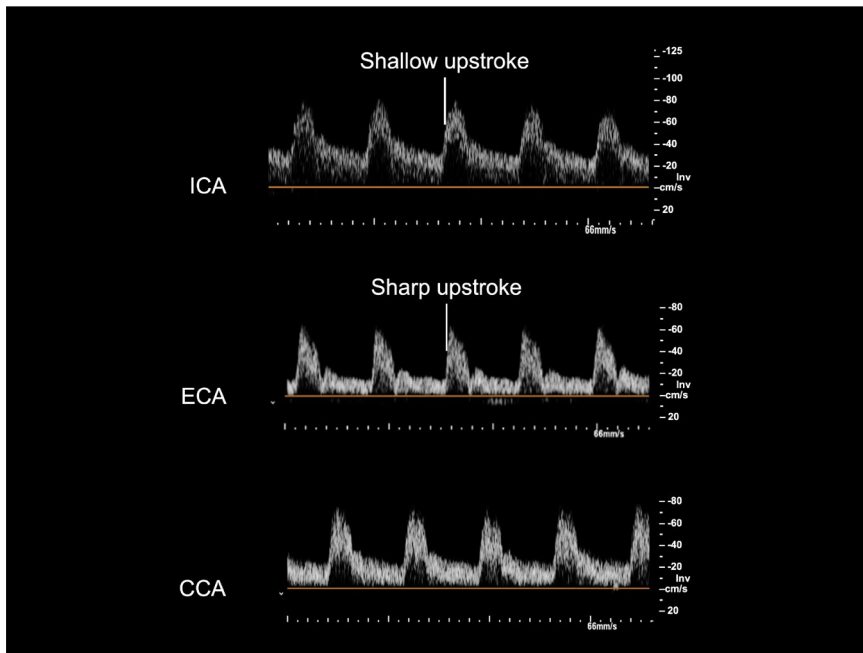 Shallow upstroke
-125
-100
-80
-60
-40
-20
Inv
cm/s
20
ICA
66mm/s
Sharp upstroke
-80
-60
-40
-20
Inv
cm/s
20
ECA
66mm/s
-80
-60
-40
-20
Inv
cm/s
20
CCA
66mm/s